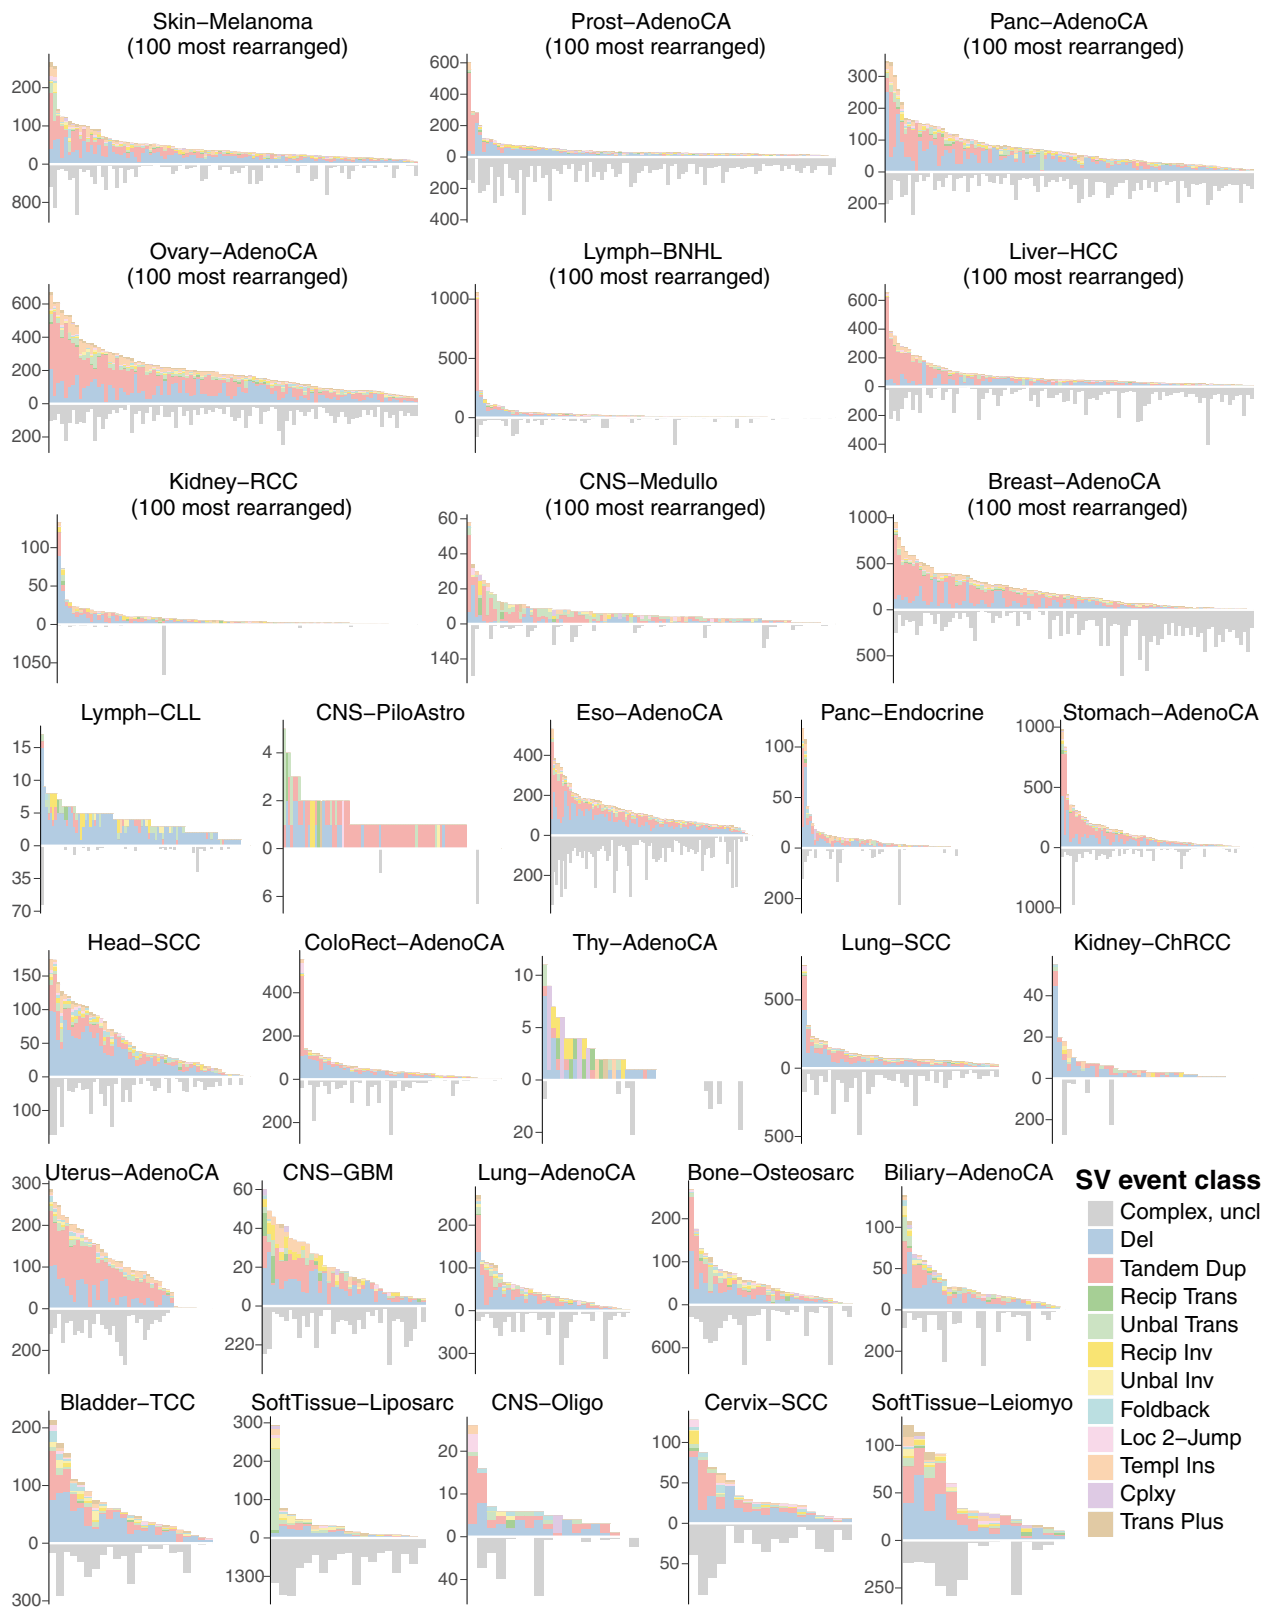 Skin−Melanoma
(100 most rearranged)
200
100
0
800
Prost−AdenoCA
(100 most rearranged)
600
400
200
0
200
400
Panc−AdenoCA
(100 most rearranged)
300
200
100
0
200
Ovary−AdenoCA
(100 most rearranged)
600
400
200
0
200
Lymph−BNHL
(100 most rearranged)
1000
500
0
Liver−HCC
(100 most rearranged)
600
400
200
0
200
400
Kidney−RCC
(100 most rearranged)
100
50
0
1050
CNS−Medullo
(100 most rearranged)
60
40
20
0
140
Breast−AdenoCA
(100 most rearranged)
1000
500
0
500
Lymph−CLL
15
10
5
0
35
70
CNS−PiloAstro
4
2
0
6
Eso−AdenoCA
400
200
0
200
Panc−Endocrine
100
50
0
200
Stomach−AdenoCA
1000
500
0
1000
Head−SCC
150
100
50
0
100
ColoRect−AdenoCA
400
200
0
200
Thy−AdenoCA
10
5
0
20
Lung−SCC
500
0
500
Kidney−ChRCC
40
20
0
200
Uterus−AdenoCA
300
200
100
0
200
CNS−GBM
60
40
20
0
220
Lung−AdenoCA
200
100
0
300
Bone−Osteosarc
200
100
0
600
Biliary−AdenoCA
100
50
0
200
SV event class
Complex, uncl
Del
Tandem Dup
Recip Trans
Unbal Trans
Recip Inv
Unbal Inv
Foldback
Loc 2−Jump
Templ Ins
Cplxy
Trans Plus
Bladder−TCC
200
100
0
300
SoftTissue−Liposarc
300
200
100
0
1300
CNS−Oligo
20
10
0
40
Cervix−SCC
100
50
0
50
SoftTissue−Leiomyo
100
50
0
250